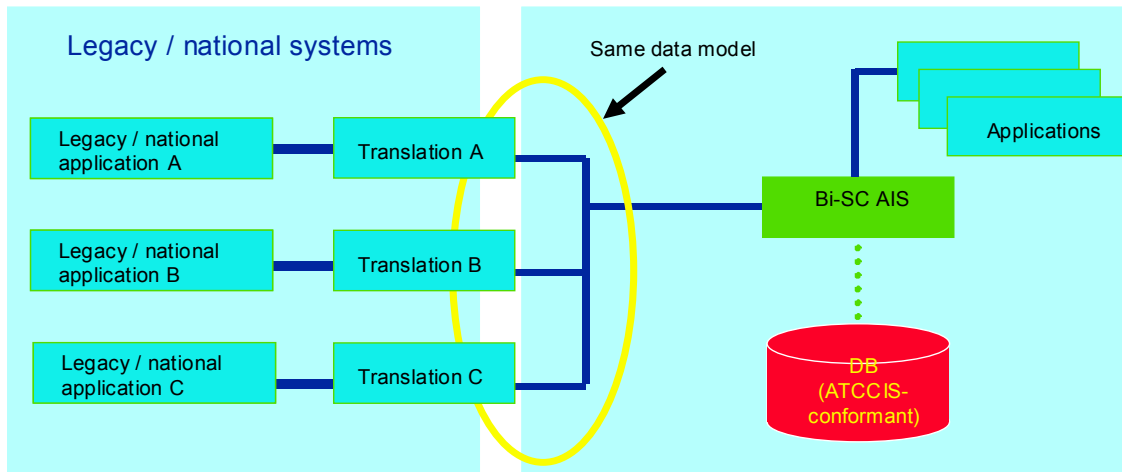 Legacy / national systems
Same data model
Legacy / national
application A
Translation A
Applications
Bi-SC AIS
Legacy / national
application B
Translation B
Legacy / national
application C
Translation C
DB
(ATCCIS-
conformant)